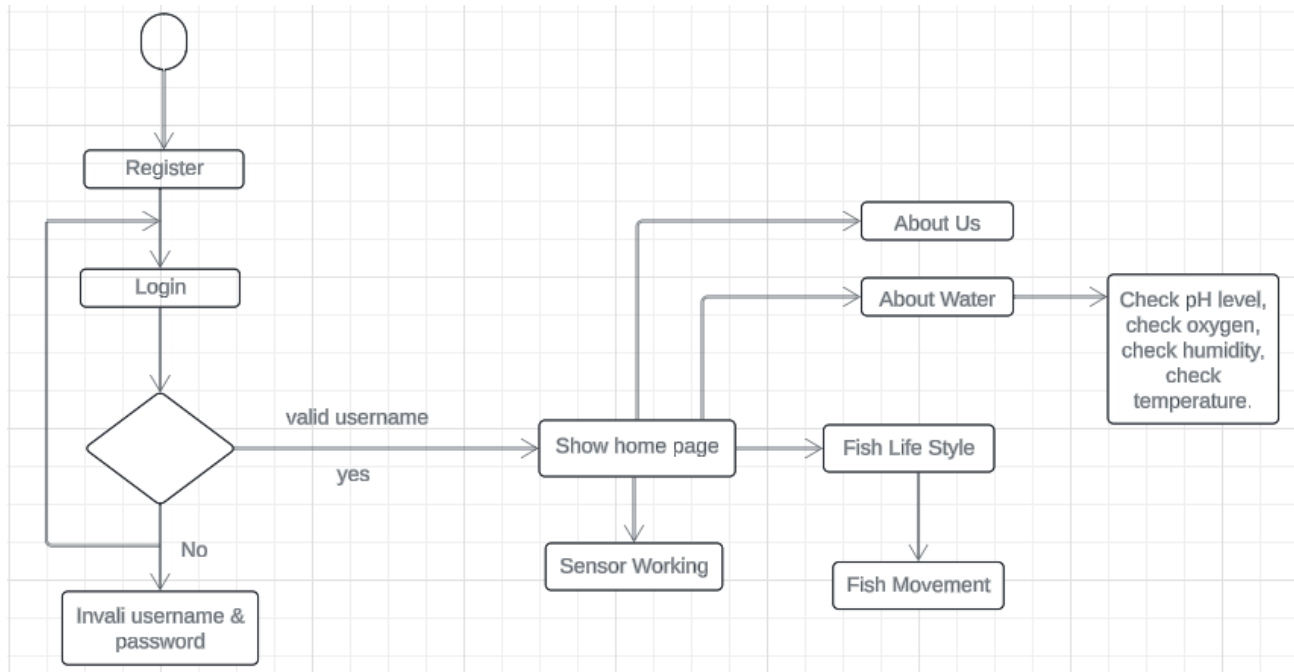 Register
Login
valid username
yes
No
Invali username &
password
Show home page
Sensor Working
About Us
About Water
Check pH level,
check oxygen,
check humidity,
check
temperature.
Fish Life Style
Fish Movement